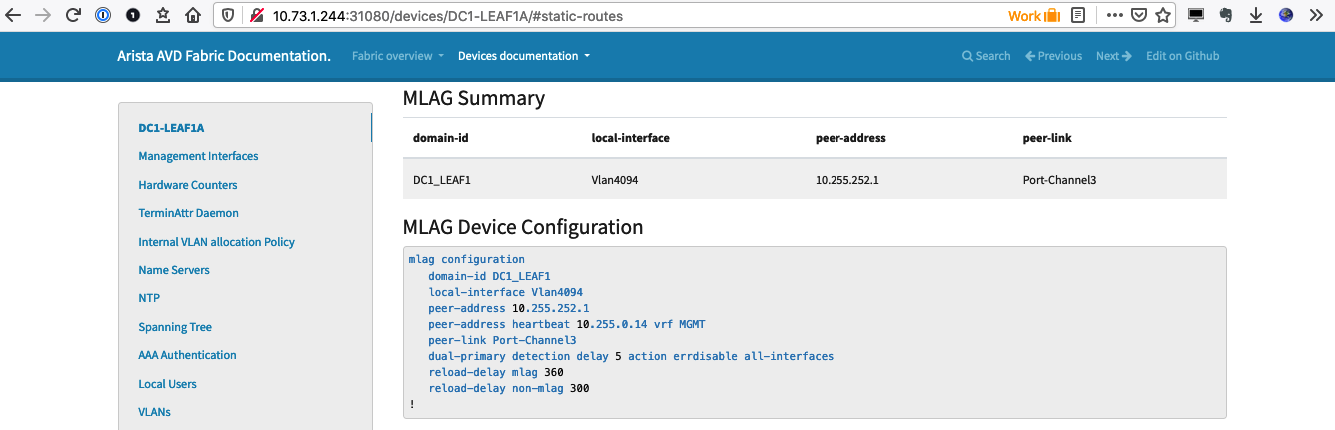 10.73.1.244:31080/devices/DC1-LEAF1A/#static-routes
Work
Arista AVD Fabric Documentation.
Fabric overview
Devices documentation
Search
Previous
Next
Edit on Github
DC1-LEAF1A
Management Interfaces
Hardware Counters
TerminAttr Daemon
Internal VLAN allocation Policy
Name Servers
NTP
Spanning Tree
AAA Authentication
Local Users
VLANs
MLAG Summary
domain-id local-interface peer-address peer-link
DC1_LEAF1 Vlan4094 10.255.252.1 Port-Channel3
MLAG Device Configuration
mlag configuration
   domain-id DC1_LEAF1
   local-interface Vlan4094
   peer-address 10.255.252.1
   peer-address heartbeat 10.255.0.14 vrf MGMT
   peer-link Port-Channel3
   dual-primary detection delay 5 action errdisable all-interfaces
   reload-delay mlag 360
   reload-delay non-mlag 300
!